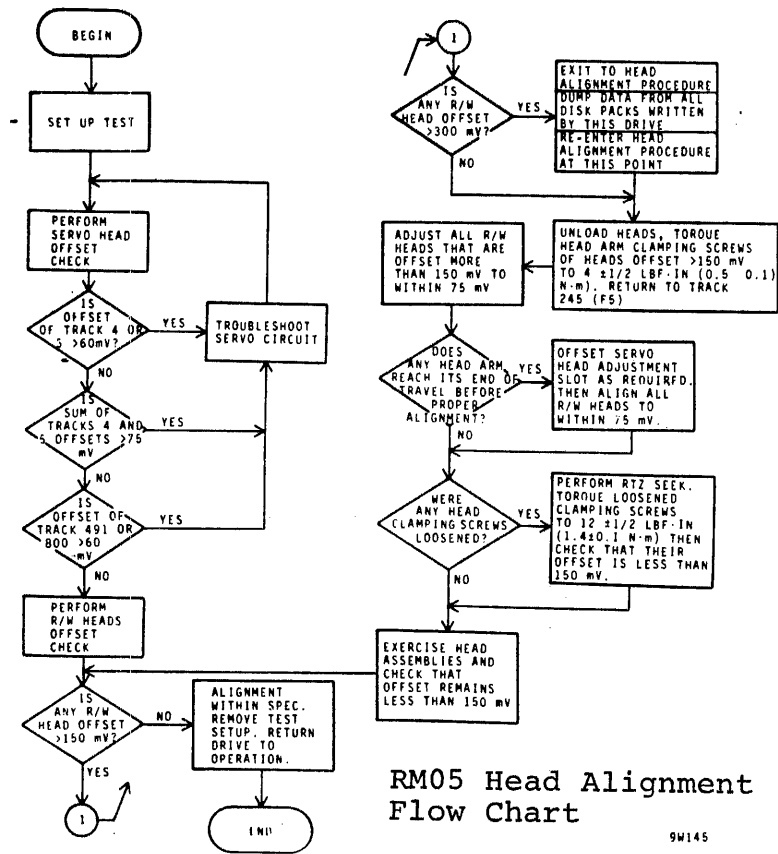 BEGIN
SET UP TEST
PERFORM
SERVO HEAD
OFFSET
CHECK
IS
OFFSET
OF TRACK 4 OR
5 >60mV?
YES
TROUBLESHOOT
SERVO CIRCUIT
NO
IS
SUM OF
TRACKS 4 AND
5 OFFSETS >75
mV
YES
NO
IS
OFFSET OF
TRACK 491 OR
800 >60
mV
YES
NO
PERFORM
R/W HEADS
OFFSET
CHECK
IS
ANY R/W
HEAD OFFSET
>150 mV?
NO
ALIGNMENT
WITHIN SPEC.
REMOVE TEST
SETUP. RETURN
DRIVE TO
OPERATION.
YES
1
END
1
IS
ANY R/W
HEAD OFFSET
>300 mV?
YES
EXIT TO HEAD
ALIGNMENT PROCEDURE
DUMP DATA FROM ALL
DISK PACKS WRITTEN
BY THIS DRIVE
RE-ENTER HEAD
ALIGNMENT PROCEDURE
AT THIS POINT
NO
UNLOAD HEADS, TORQUE
HEAD ARM CLAMPING SCREWS
OF HEADS OFFSET >150 mV
TO 4 ±1/2 LBF·IN (0.5 0.1)
N·m). RETURN TO TRACK
245 (F5)
ADJUST ALL R/W
HEADS THAT ARE
OFFSET MORE
THAN 150 mV TO
WITHIN 75 mV
DOES
ANY HEAD ARM
REACH ITS END OF
TRAVEL BEFORE
PROPER
ALIGNMENT?
YES
OFFSET SERVO
HEAD ADJUSTMENT
SLOT AS REQUIRED.
THEN ALIGN ALL
R/W HEADS TO
WITHIN 75 mV.
NO
WERE
ANY HEAD
CLAMPING SCREWS
LOOSENED?
YES
PERFORM RTZ SEEK.
TORQUE LOOSENED
CLAMPING SCREWS
TO 12 ±1/2 LBF·IN
(1.4±0.1 N·m) THEN
CHECK THAT THEIR
OFFSET IS LESS THAN
150 mV.
NO
EXERCISE HEAD
ASSEMBLIES AND
CHECK THAT
OFFSET REMAINS
LESS THAN 150 mV
RM05 Head Alignment
Flow Chart
9W145